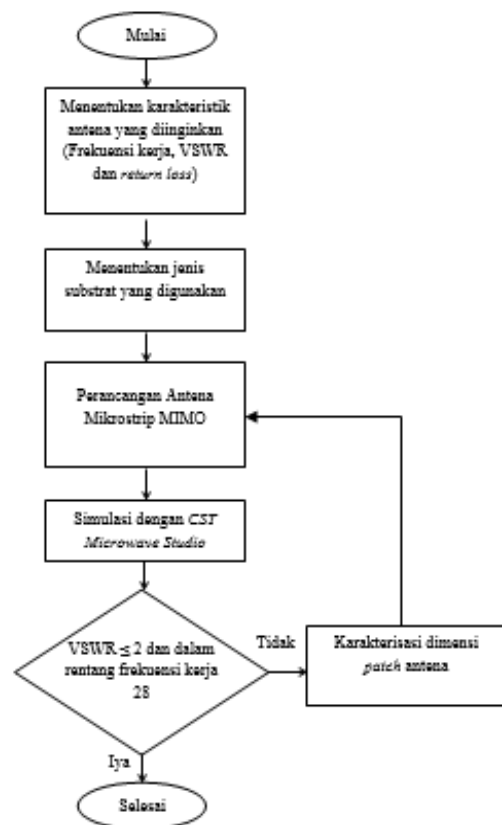 Mulai
Menentukan karakteristik
antena yang diinginkan
(Frekuensi kerja, VSWR
dan return loss)
Menentukan jenis
substrat yang digunakan
Perancangan Antena
Mikrostrip MIMO
Simulasi dengan CST
Microwave Studio
VSWR ≤ 2 dan dalam
rentang frekuensi kerja
28
Tidak
Karakterisasi dimensi
patch antena
Iya
Selesai